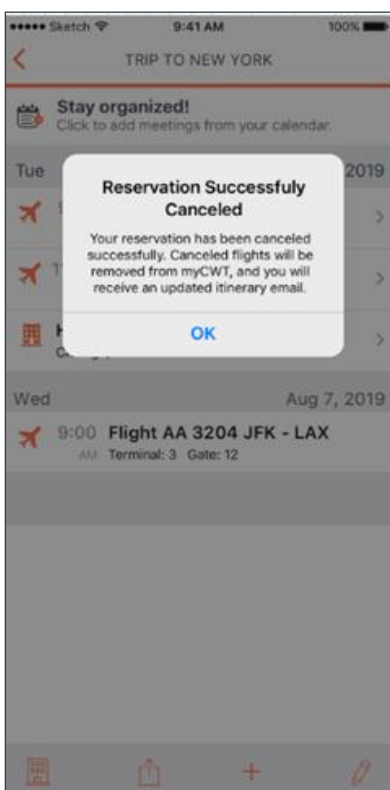 Sketch 9:41 AM 100%
TRIP TO NEW YORK
Stay organized!
Click to add meetings from your calendar.
Tue 2019
Reservation Successfuly
Canceled
Your reservation has been canceled
successfully. Canceled flights will be
removed from myCWT, and you will
receive an updated itinerary email.
OK
Wed Aug 7, 2019
9:00 Flight AA 3204 JFK - LAX
AM Terminal: 3 Gate: 12